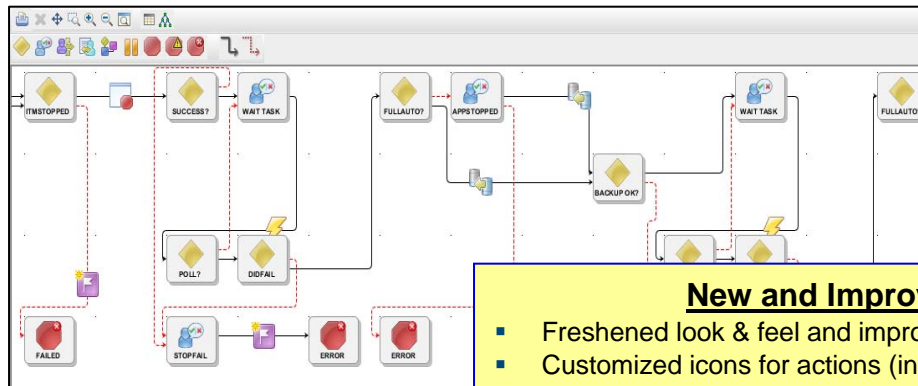 ITMSTOPPED SUCCESS? WAIT TASK FULLAUTO? APPSTOPPED WAIT TASK FULLAUTO?
BACKUP OK?
POLL? DIDFAIL
FAILED STOPFAIL ERROR ERROR
New and Improv
Freshened look & feel and impro
Customized icons for actions (in